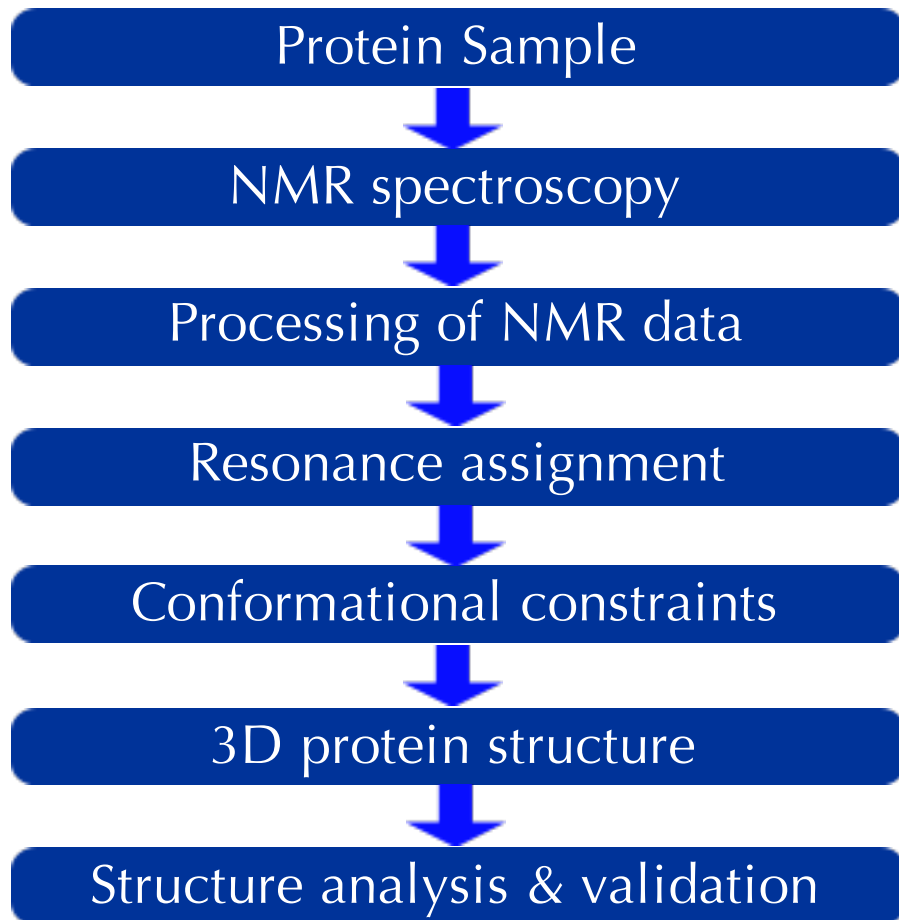 Protein Sample
NMR spectroscopy
Processing of NMR data
Resonance assignment
Conformational constraints
3D protein structure
Structure analysis & validation